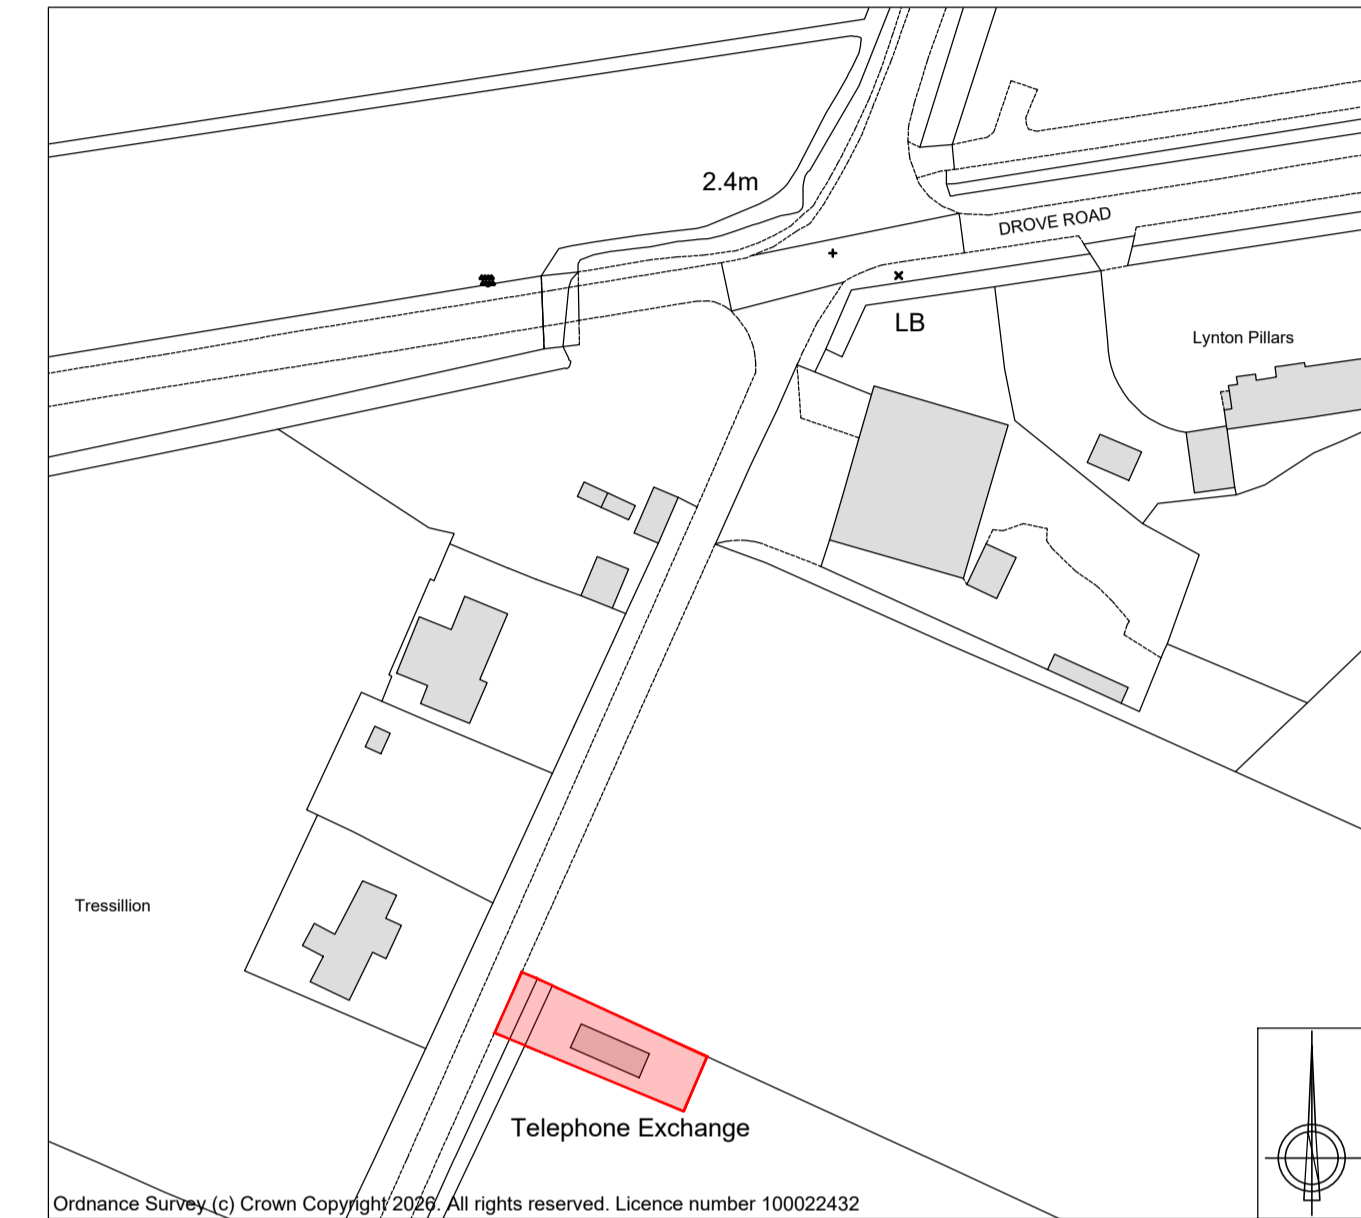 2.4m
DROVE ROAD
LB
Lynton Pillars
Tressillion
Telephone Exchange
Ordnance Survey (c) Crown Copyright 2026. All rights reserved. Licence number 100022432